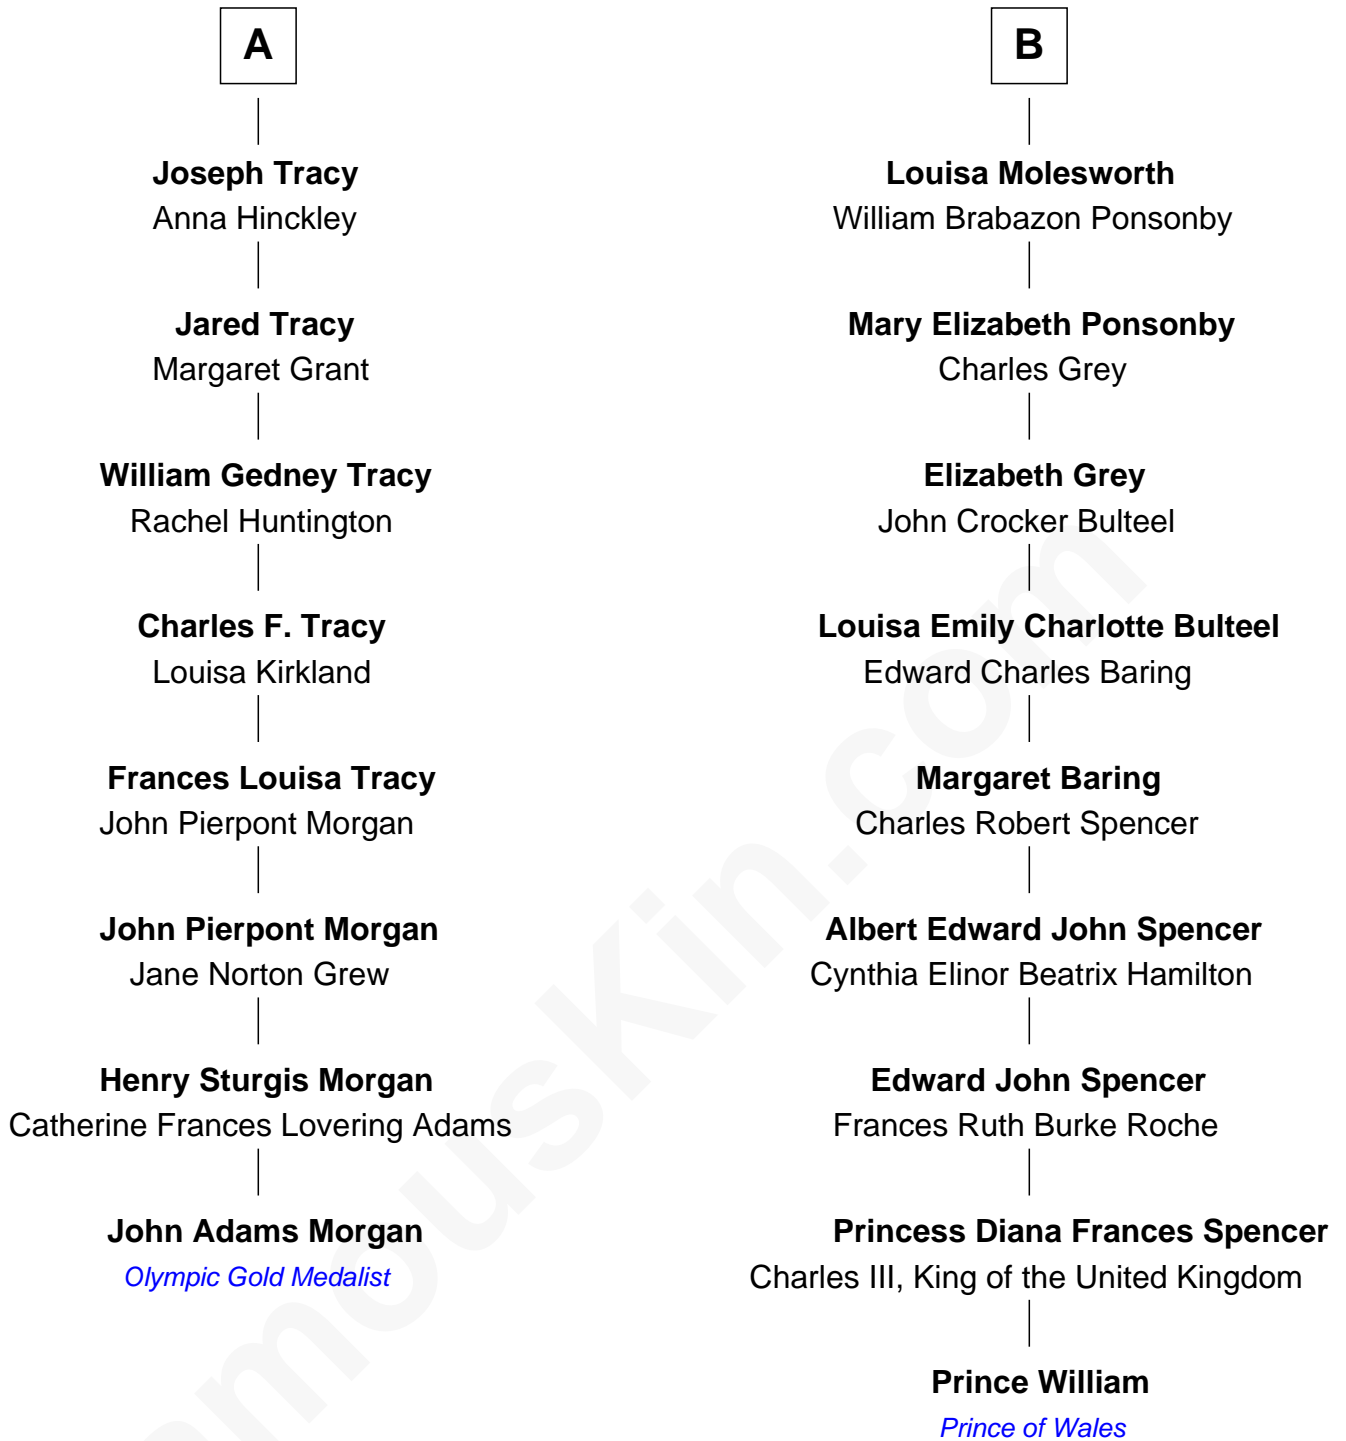 A
Joseph Tracy
Anna Hinckley
Jared Tracy
Margaret Grant
William Gedney Tracy
Rachel Huntington
Charles F. Tracy
Louisa Kirkland
Frances Louisa Tracy
John Pierpont Morgan
John Pierpont Morgan
Jane Norton Grew
Henry Sturgis Morgan
Catherine Frances Lovering Adams
John Adams Morgan
Olympic Gold Medalist
B
Louisa Molesworth
William Brabazon Ponsonby
Mary Elizabeth Ponsonby
Charles Grey
Elizabeth Grey
John Crocker Bulteel
Louisa Emily Charlotte Bulteel
Edward Charles Baring
Margaret Baring
Charles Robert Spencer
Albert Edward John Spencer
Cynthia Elinor Beatrix Hamilton
Edward John Spencer
Frances Ruth Burke Roche
Princess Diana Frances Spencer
Charles III, King of the United Kingdom
Prince William
Prince of Wales
amousKin.com